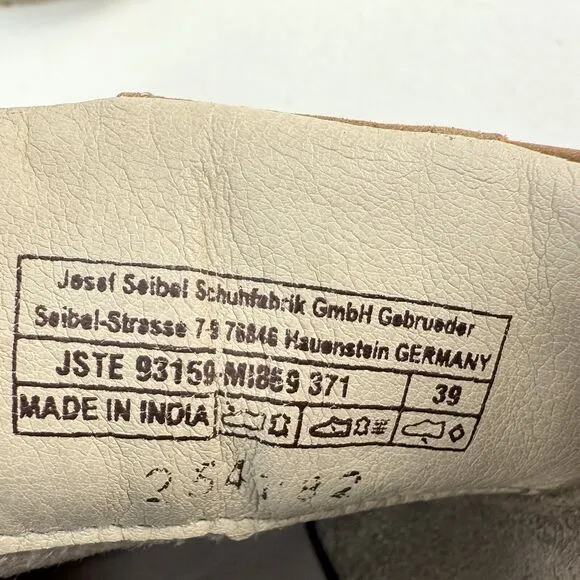 Josef Seibel Schuhfabrik GmbH Gebrueder
Seibel-Strasse 7-9 76846 Hauenstein GERMANY
JSTE 93159 371
39
MADE IN INDIA